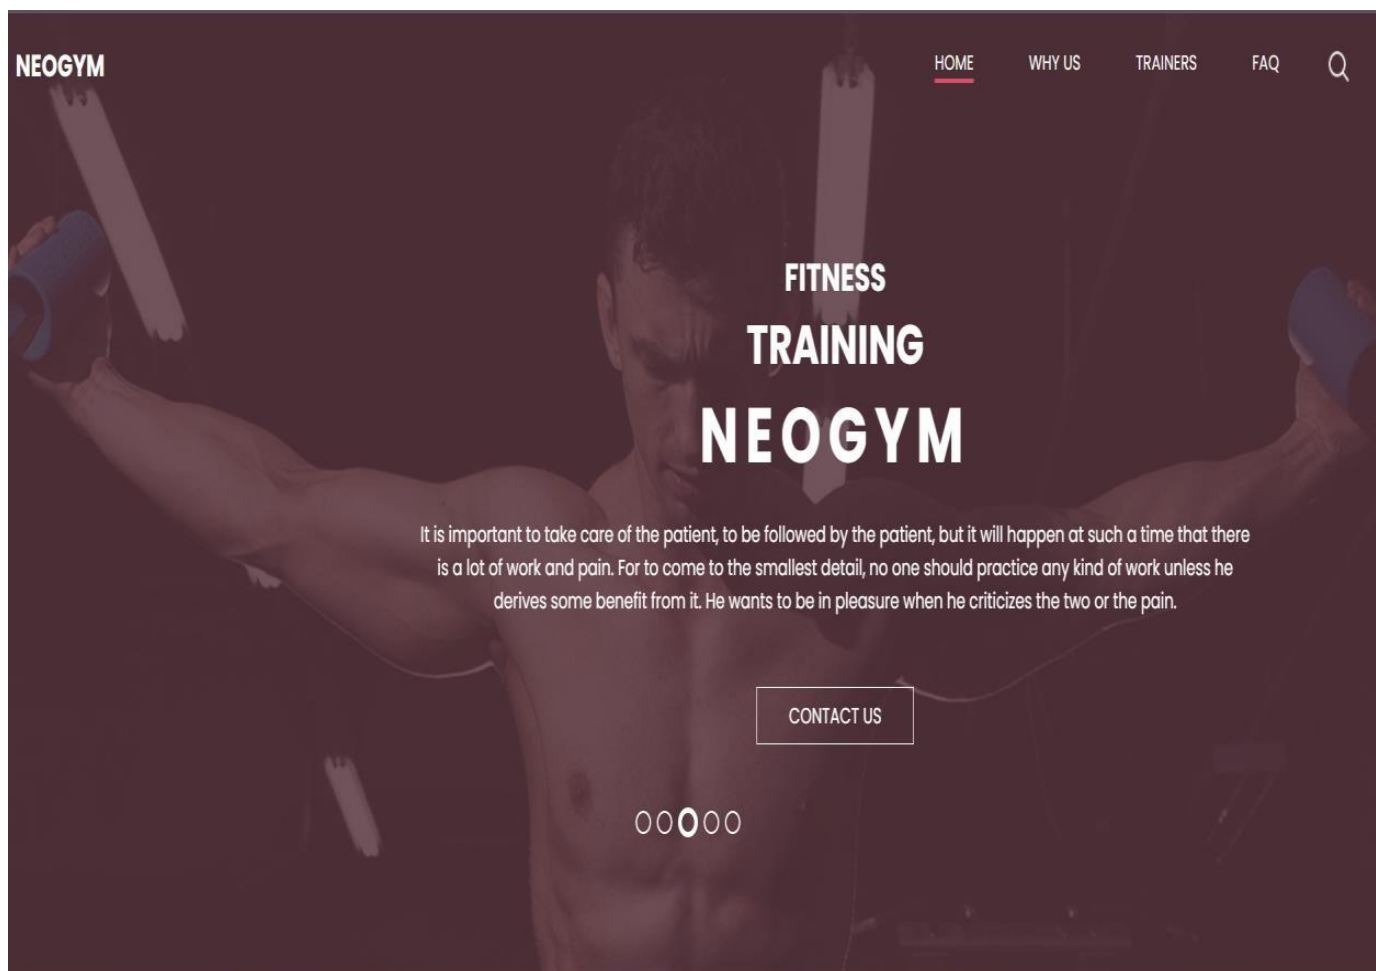 NEOGYM
HOME WHY US TRAINERS FAQ
FITNESS
TRAINING
NEOGYM
It is important to take care of the patient, to be followed by the patient, but it will happen at such a time that there
is a lot of work and pain. For to come to the smallest detail, no one should practice any kind of work unless he
derives some benefit from it. He wants to be in pleasure when he criticizes the two or the pain.
CONTACT US